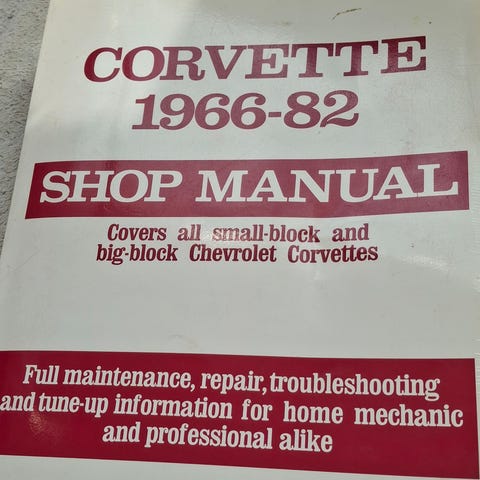 CORVETTE
1966-82
SHOP MANUAL
Covers all small-block and
big-block Chevrolet Corvettes
Full maintenance, repair, troubleshooting
and tune-up information for home mechanic
and professional alike